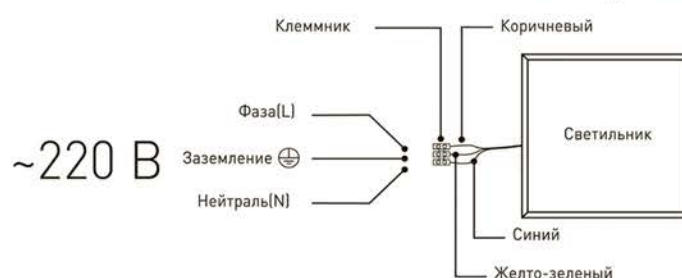 Клеммник
Коричневый
Фаза(L)
Светильник
~220 В
Заземление
Нейтраль(N)
Синий
Желто-зеленый